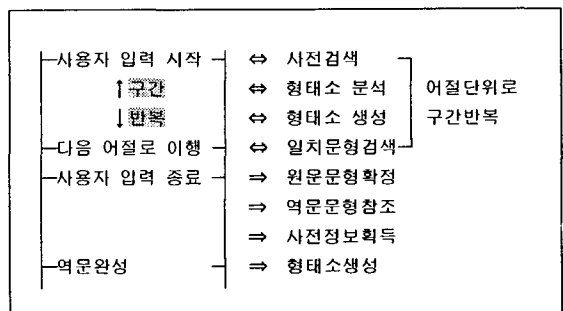 사용자 입력 시작 ⇔ 사전검색
↑구간 ⇔ 형태소 분석 어절단위로
↓반복 ⇔ 형태소 생성 구간반복
다음 어절로 이행 ⇔ 일치문형검색
사용자 입력 종료 ⇒ 원문문형확정
⇒ 역문문형참조
⇒ 사전정보획득
역문완성 ⇒ 형태소생성